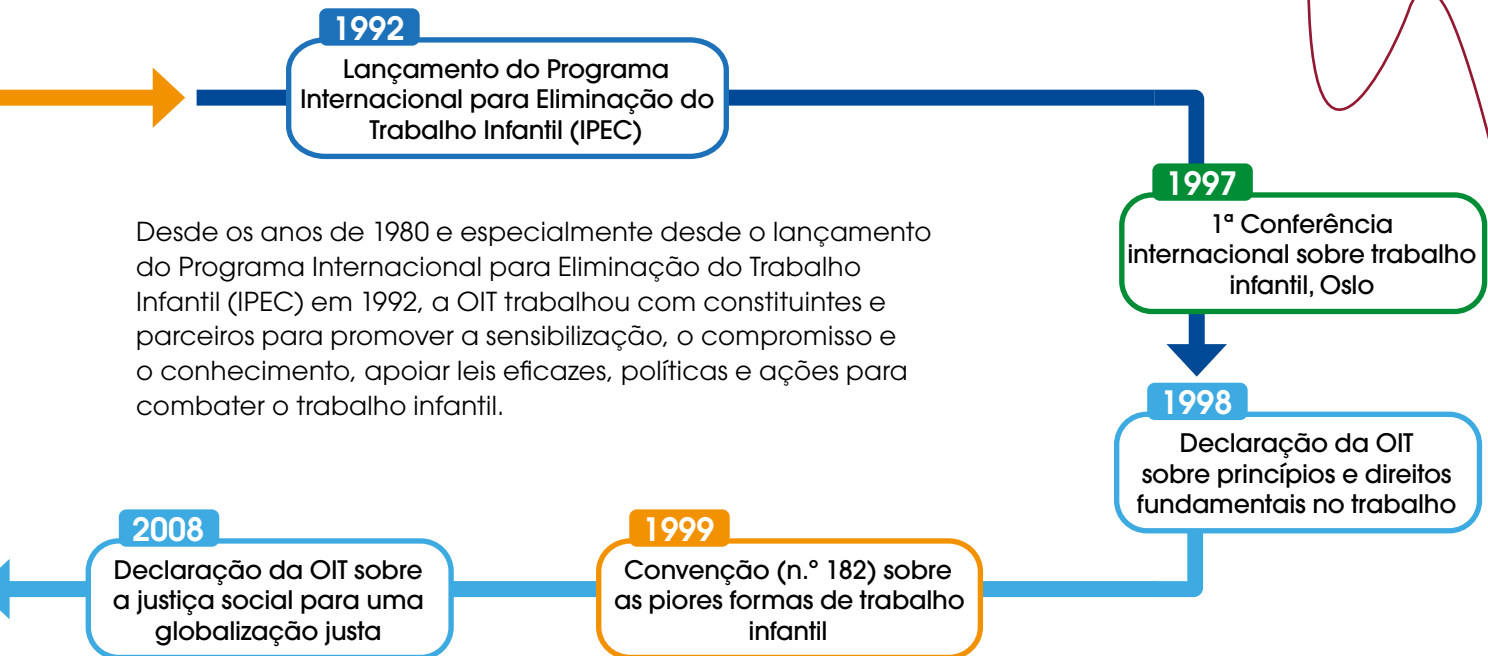 1992
Lançamento do Programa
Internacional para Eliminação do
Trabalho Infantil (IPEC)
1997
1ª Conferência
internacional sobre trabalho
infantil, Oslo
Desde os anos de 1980 e especialmente desde o lançamento
do Programa Internacional para Eliminação do Trabalho
Infantil (IPEC) em 1992, a OIT trabalhou com constituintes e
parceiros para promover a sensibilização, o compromisso e
o conhecimento, apoiar leis eficazes, políticas e ações para
combater o trabalho infantil.
1998
Declaração da OIT
sobre princípios e direitos
fundamentais no trabalho
1999
Convenção (n.º 182) sobre
as piores formas de trabalho
infantil
2008
Declaração da OIT sobre
a justiça social para uma
globalização justa